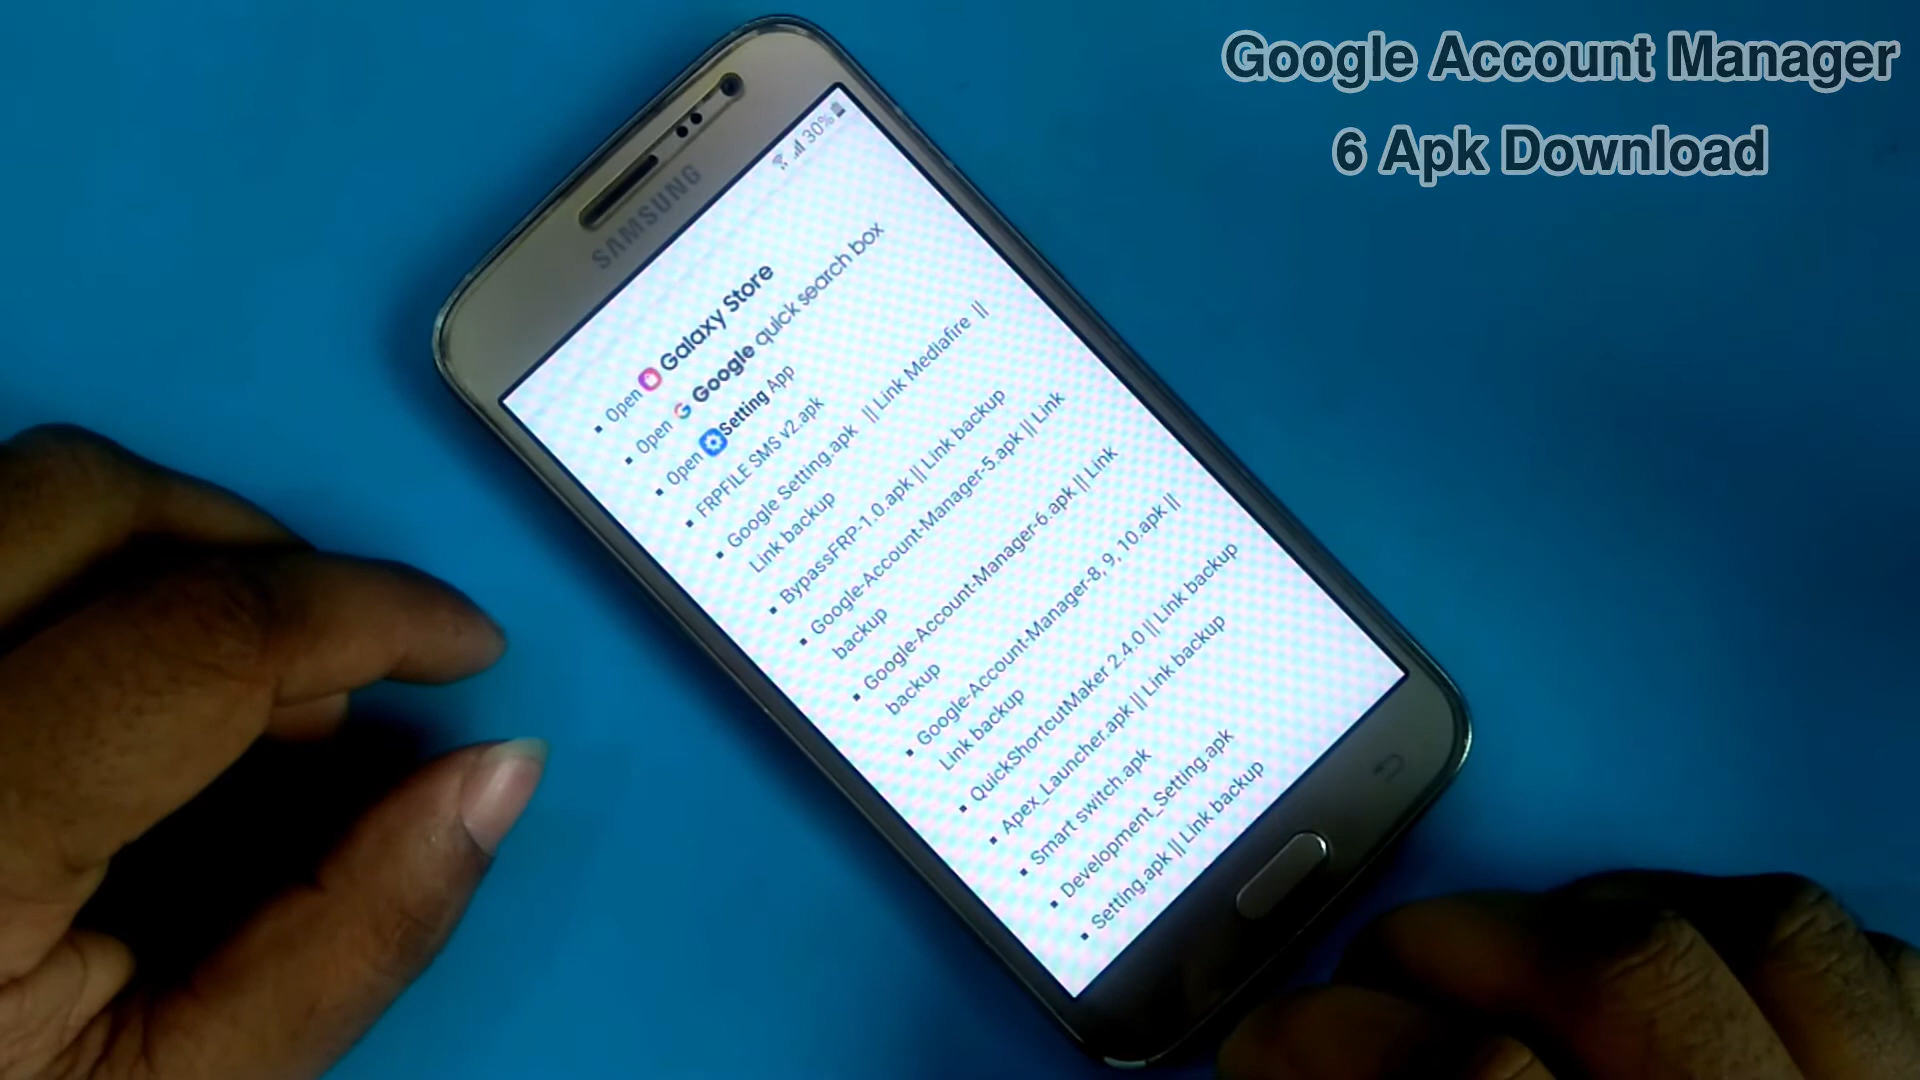 Google Account Manager
6 Apk Download
SAMSUNG
30%
Open Galaxy Store
Open Google quick search box
Open Setting App
FRPFILE SMS v2.apk
Google Setting.apk || Link Mediafire ||
Link backup
BypassFRP-1.0.apk || Link backup
Google-Account-Manager-5.apk || Link
backup
Google-Account-Manager-6.apk || Link
backup
Google-Account-Manager-8, 9, 10.apk ||
Link backup
QuickShortcutMaker 2.4.0 || Link backup
Apex_Launcher.apk || Link backup
Smart switch.apk
Development_Setting.apk
Setting.apk || Link backup